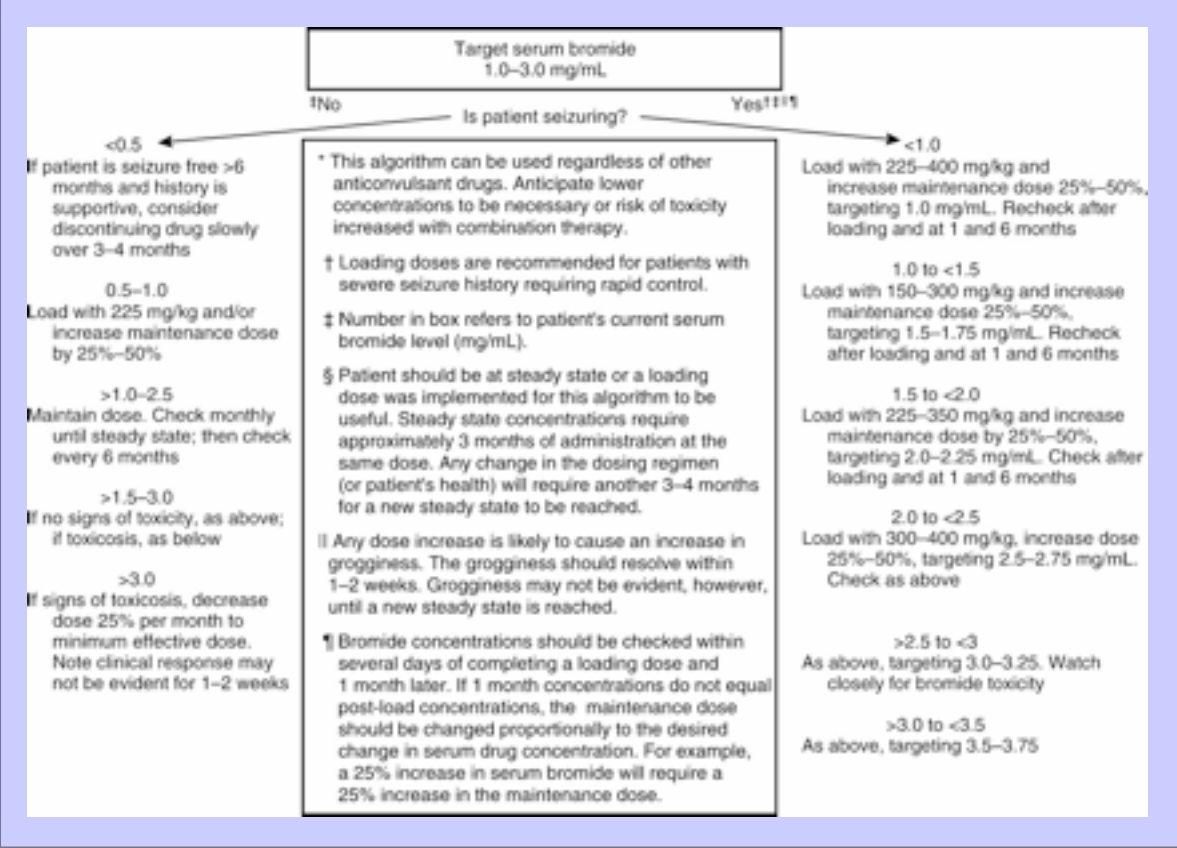 Target serum bromide
1.0–3.0 mg/mL
‡No
Yes†‡‖¶
Is patient seizuring?
<0.5
If patient is seizure free >6
months and history is
supportive, consider
discontinuing drug slowly
over 3–4 months
0.5–1.0
Load with 225 mg/kg and/or
increase maintenance dose
by 25%–50%
>1.0–2.5
Maintain dose. Check monthly
until steady state; then check
every 6 months
>1.5–3.0
If no signs of toxicity, as above;
if toxicosis, as below
>3.0
If signs of toxicosis, decrease
dose 25% per month to
minimum effective dose.
Note clinical response may
not be evident for 1–2 weeks
* This algorithm can be used regardless of other
anticonvulsant drugs. Anticipate lower
concentrations to be necessary or risk of toxicity
increased with combination therapy.
† Loading doses are recommended for patients with
severe seizure history requiring rapid control.
‡ Number in box refers to patient's current serum
bromide level (mg/mL).
§ Patient should be at steady state or a loading
dose was implemented for this algorithm to be
useful. Steady state concentrations require
approximately 3 months of administration at the
same dose. Any change in the dosing regimen
(or patient's health) will require another 3–4 months
for a new steady state to be reached.
‖ Any dose increase is likely to cause an increase in
grogginess. The grogginess should resolve within
1–2 weeks. Grogginess may not be evident, however,
until a new steady state is reached.
¶ Bromide concentrations should be checked within
several days of completing a loading dose and
1 month later. If 1 month concentrations do not equal
post-load concentrations, the maintenance dose
should be changed proportionally to the desired
change in serum drug concentration. For example,
a 25% increase in serum bromide will require a
25% increase in the maintenance dose.
<1.0
Load with 225–400 mg/kg and
increase maintenance dose 25%–50%,
targeting 1.0 mg/mL. Recheck after
loading and at 1 and 6 months
1.0 to <1.5
Load with 150–300 mg/kg and increase
maintenance dose 25%–50%,
targeting 1.5–1.75 mg/mL. Recheck
after loading and at 1 and 6 months
1.5 to <2.0
Load with 225–350 mg/kg and increase
maintenance dose by 25%–50%,
targeting 2.0–2.25 mg/mL. Check after
loading and at 1 and 6 months
2.0 to <2.5
Load with 300–400 mg/kg, increase dose
25%–50%, targeting 2.5–2.75 mg/mL.
Check as above
>2.5 to <3
As above, targeting 3.0–3.25. Watch
closely for bromide toxicity
>3.0 to <3.5
As above, targeting 3.5–3.75